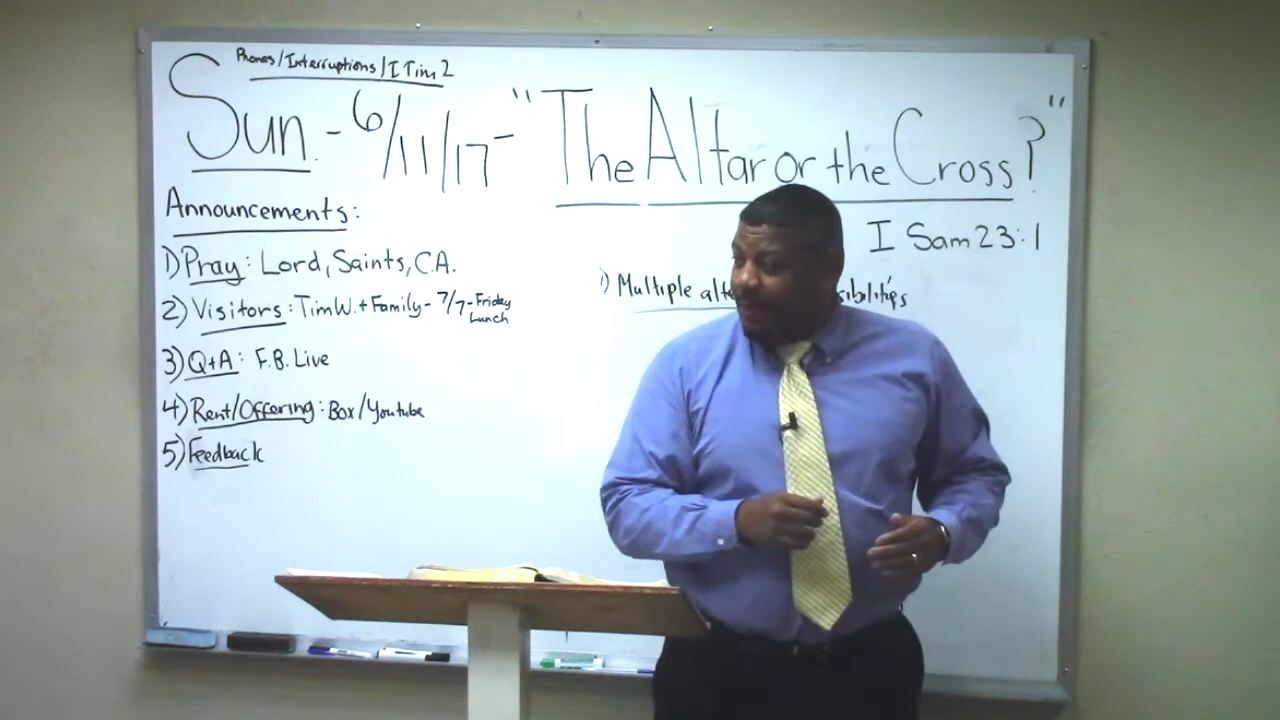 Phones/Interruptions/I Tim 2
Sun. - 6/11/17 - "The Altar or the Cross?"
Announcements:
I Sam 23:1
1) Pray: Lord, Saints, C.A.
2) Visitors: Tim W. + Family - 7/7 - Friday
Lunch
1) Multiple
3) Q+A: F.B. Live
4) Rent/Offering: Box/Youtube
5) Feedback